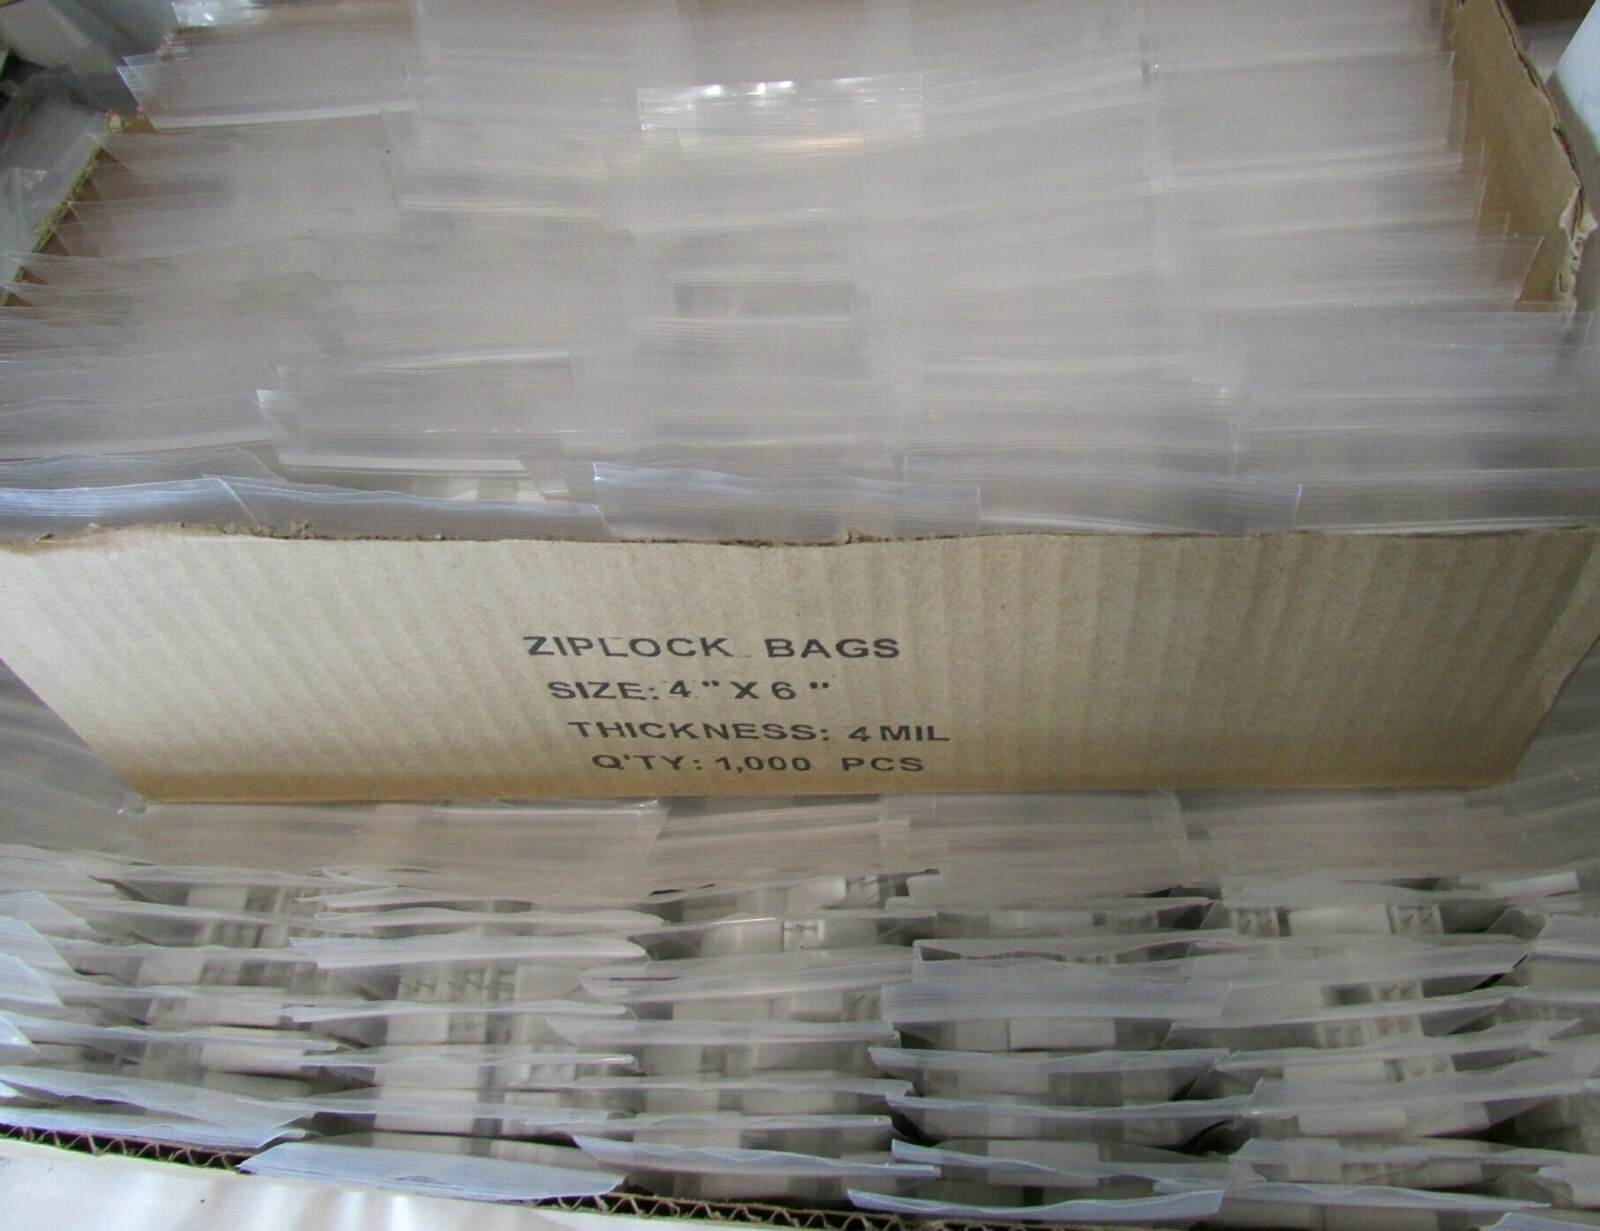 ZIPLOCK BAGS
SIZE: 4" X 6"
THICKNESS: 4 MIL
Q'TY: 1,000 PCS